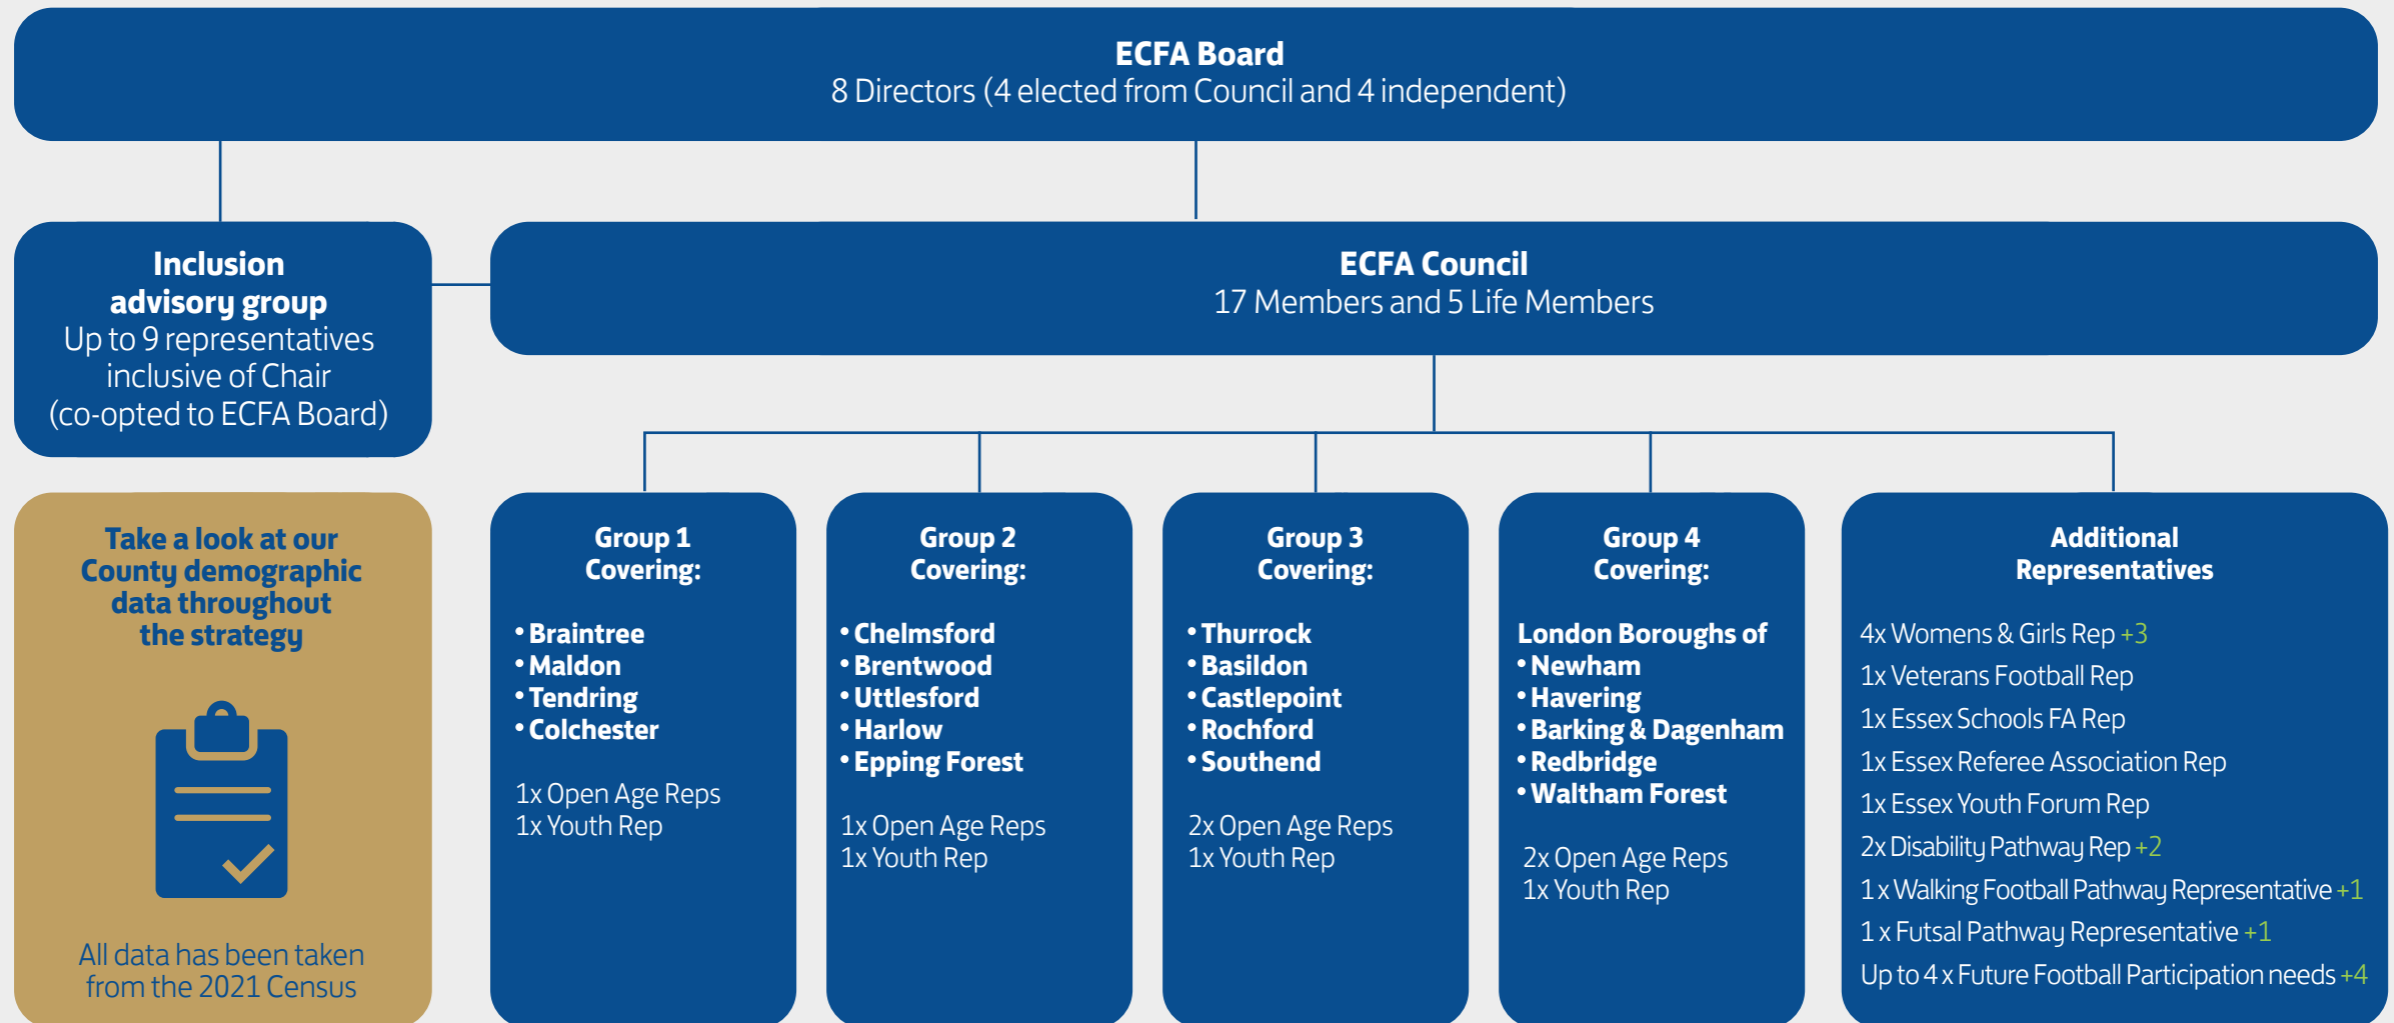 ECFA Board
8 Directors (4 elected from Council and 4 independent)
Inclusion
advisory group
Up to 9 representatives
inclusive of Chair
(co-opted to ECFA Board)
ECFA Council
17 Members and 5 Life Members
Take a look at our
County demographic
data throughout
the strategy
All data has been taken
from the 2021 Census
Group 1
Covering:
• Braintree
• Maldon
• Tendring
• Colchester
1x Open Age Reps
1x Youth Rep
Group 2
Covering:
• Chelmsford
• Brentwood
• Uttlesford
• Harlow
• Epping Forest
1x Open Age Reps
1x Youth Rep
Group 3
Covering:
• Thurrock
• Basildon
• Castlepoint
• Rochford
• Southend
2x Open Age Reps
1x Youth Rep
Group 4
Covering:
London Boroughs of
• Newham
• Havering
• Barking & Dagenham
• Redbridge
• Waltham Forest
2x Open Age Reps
1x Youth Rep
Additional
Representatives
4x Womens & Girls Rep +3
1x Veterans Football Rep
1x Essex Schools FA Rep
1x Essex Referee Association Rep
1x Essex Youth Forum Rep
2x Disability Pathway Rep +2
1 x Walking Football Pathway Representative +1
1 x Futsal Pathway Representative +1
Up to 4 x Future Football Participation needs +4